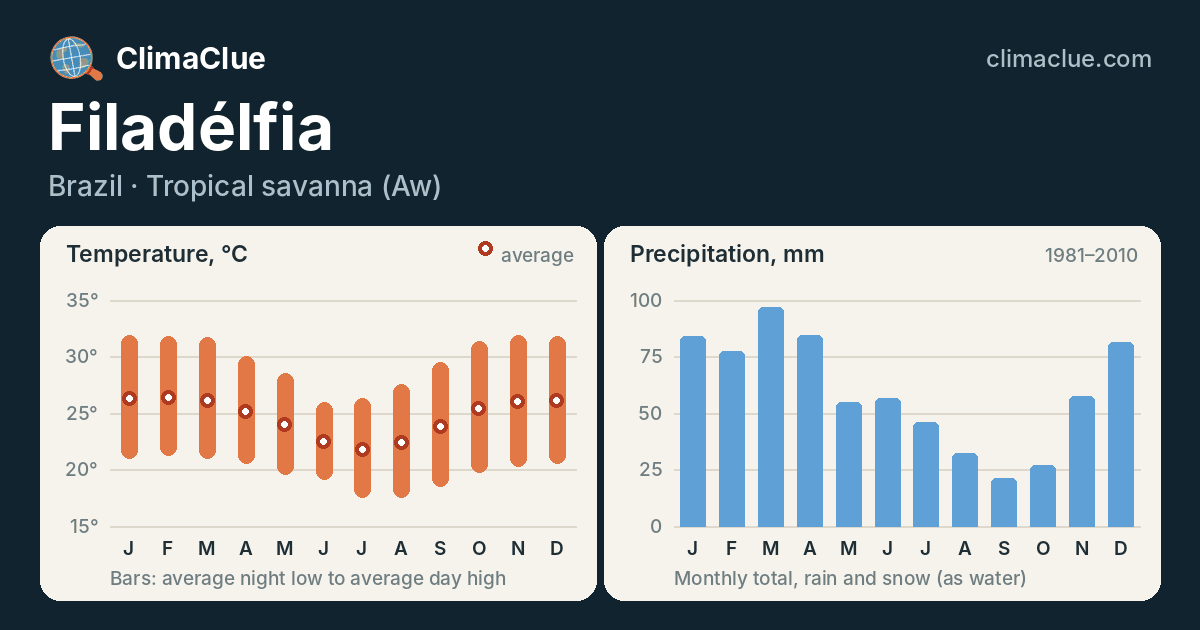 ClimaClue
climaclue.com
Filadélfia
Brazil · Tropical savanna (Aw)
Temperature, °C
average
35°
30°
25°
20°
15°
J F M A M J J A S O N D
Bars: average night low to average day high
Precipitation, mm
1981–2010
100
75
50
25
0
J F M A M J J A S O N D
Monthly total, rain and snow (as water)